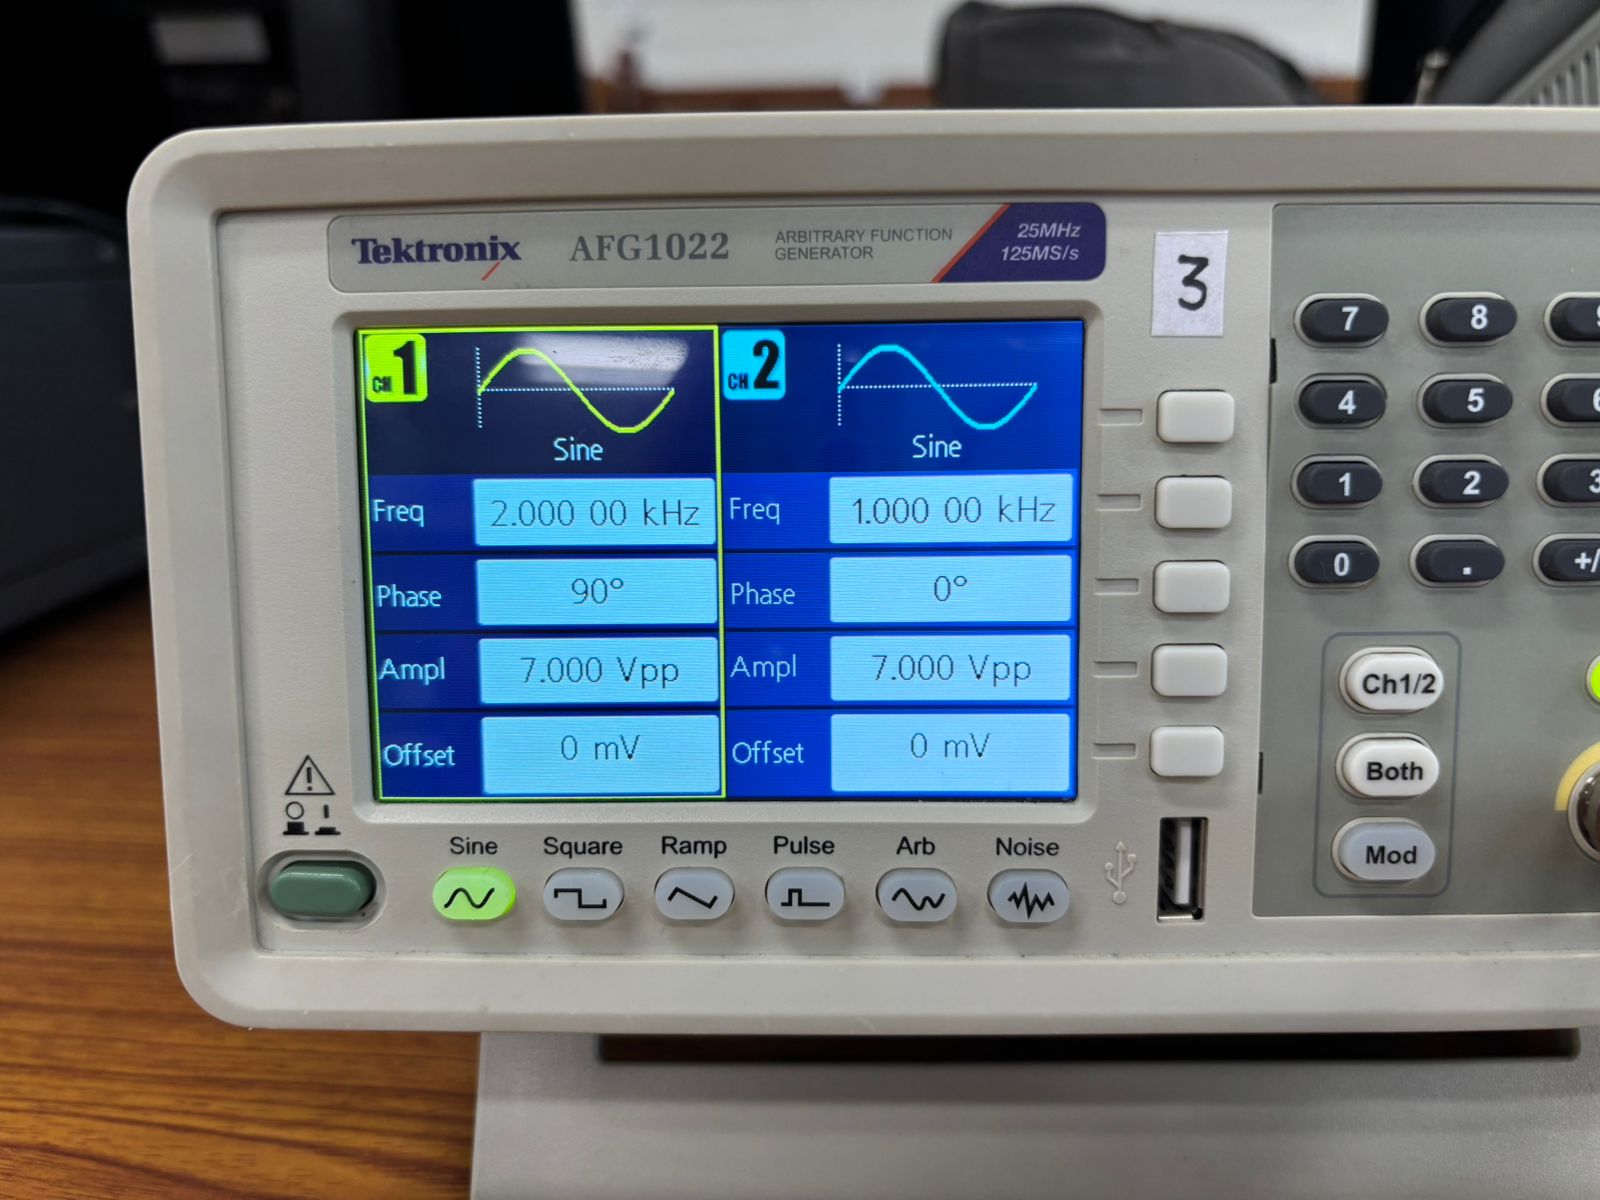 Tektronix AFG1022 ARBITRARY FUNCTION GENERATOR 25MHz 125MS/s
3
CH 1
Sine
Freq 2.000 00 kHz
Phase 90°
Ampl 7.000 Vpp
Offset 0 mV
CH 2
Sine
Freq 1.000 00 kHz
Phase 0°
Ampl 7.000 Vpp
Offset 0 mV
Sine Square Ramp Pulse Arb Noise
7 8
4 5
1 2 3
0 . +/
Ch1/2
Both
Mod